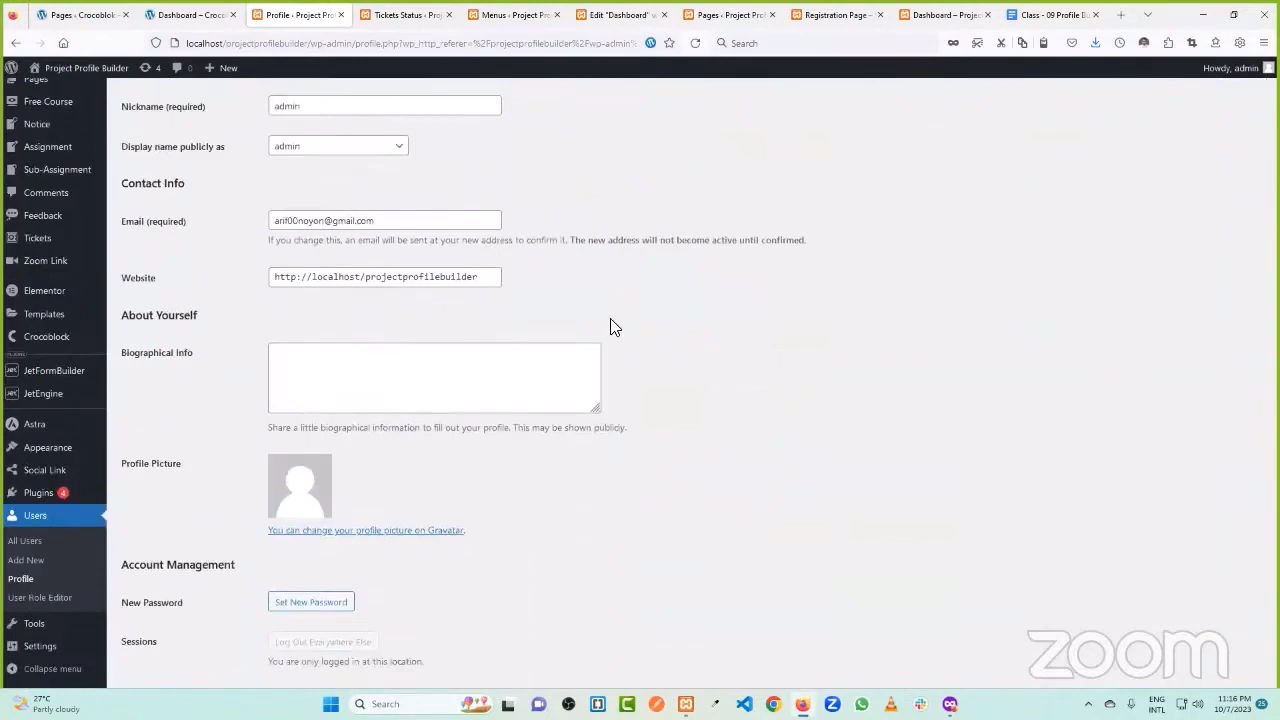 Pages ‹ Crocoblok —
Dashboard ‹ Croco
Profile ‹ Project Pro
Tickets Status ‹ Pro
Menus ‹ Project Pro
Edit "Dashboard"
Pages ‹ Project Pro
Registration Page –
Dashboard – Projec
Class - 09 Profile Bu
localhost/projectprofilebuilder/wp-admin/profile.php?wp_http_referer=%2Fprojectprofilebuilder%2Fwp-admin%
Search
Project Profile Builder
4
0
New
Howdy, admin
Pages
Free Course
Notice
Assignment
Sub-Assignment
Comments
Feedback
Tickets
Zoom Link
Elementor
Templates
Crocoblock
JetFormBuilder
JetEngine
Astra
Appearance
Social Link
Plugins 4
Users
All Users
Add New
Profile
User Role Editor
Tools
Settings
Collapse menu
Nickname (required)
admin
Display name publicly as
admin
Contact Info
Email (required)
arif00noyon@gmail.com
If you change this, an email will be sent at your new address to confirm it. The new address will not become active until confirmed.
Website
http://localhost/projectprofilebuilder
About Yourself
Biographical Info
Share a little biographical information to fill out your profile. This may be shown publicly.
Profile Picture
You can change your profile picture on Gravatar.
Account Management
New Password
Set New Password
Sessions
Log Out Everywhere Else
You are only logged in at this location.
zoom
27°C
Partly cloudy
Search
ENG
INTL
11:16 PM
10/7/2023
25